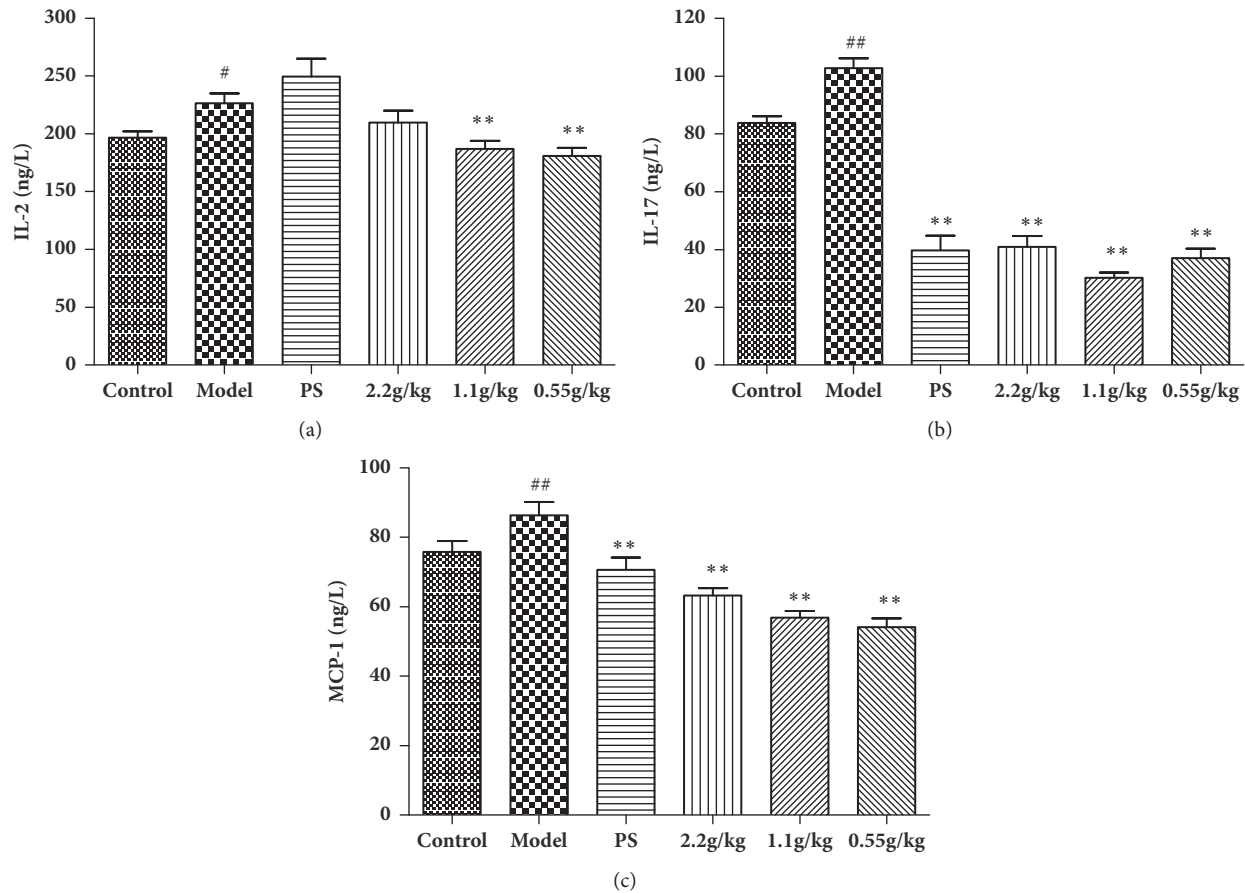 300
250
200
150
100
50
0
IL-2 (ng/L)
#
** **
Control Model PS 2.2g/kg 1.1g/kg 0.55g/kg
(a)
120
100
80
60
40
20
0
IL-17 (ng/L)
##
** ** ** **
Control Model PS 2.2g/kg 1.1g/kg 0.55g/kg
(b)
100
80
60
40
20
0
MCP-1 (ng/L)
##
** ** ** **
Control Model PS 2.2g/kg 1.1g/kg 0.55g/kg
(c)